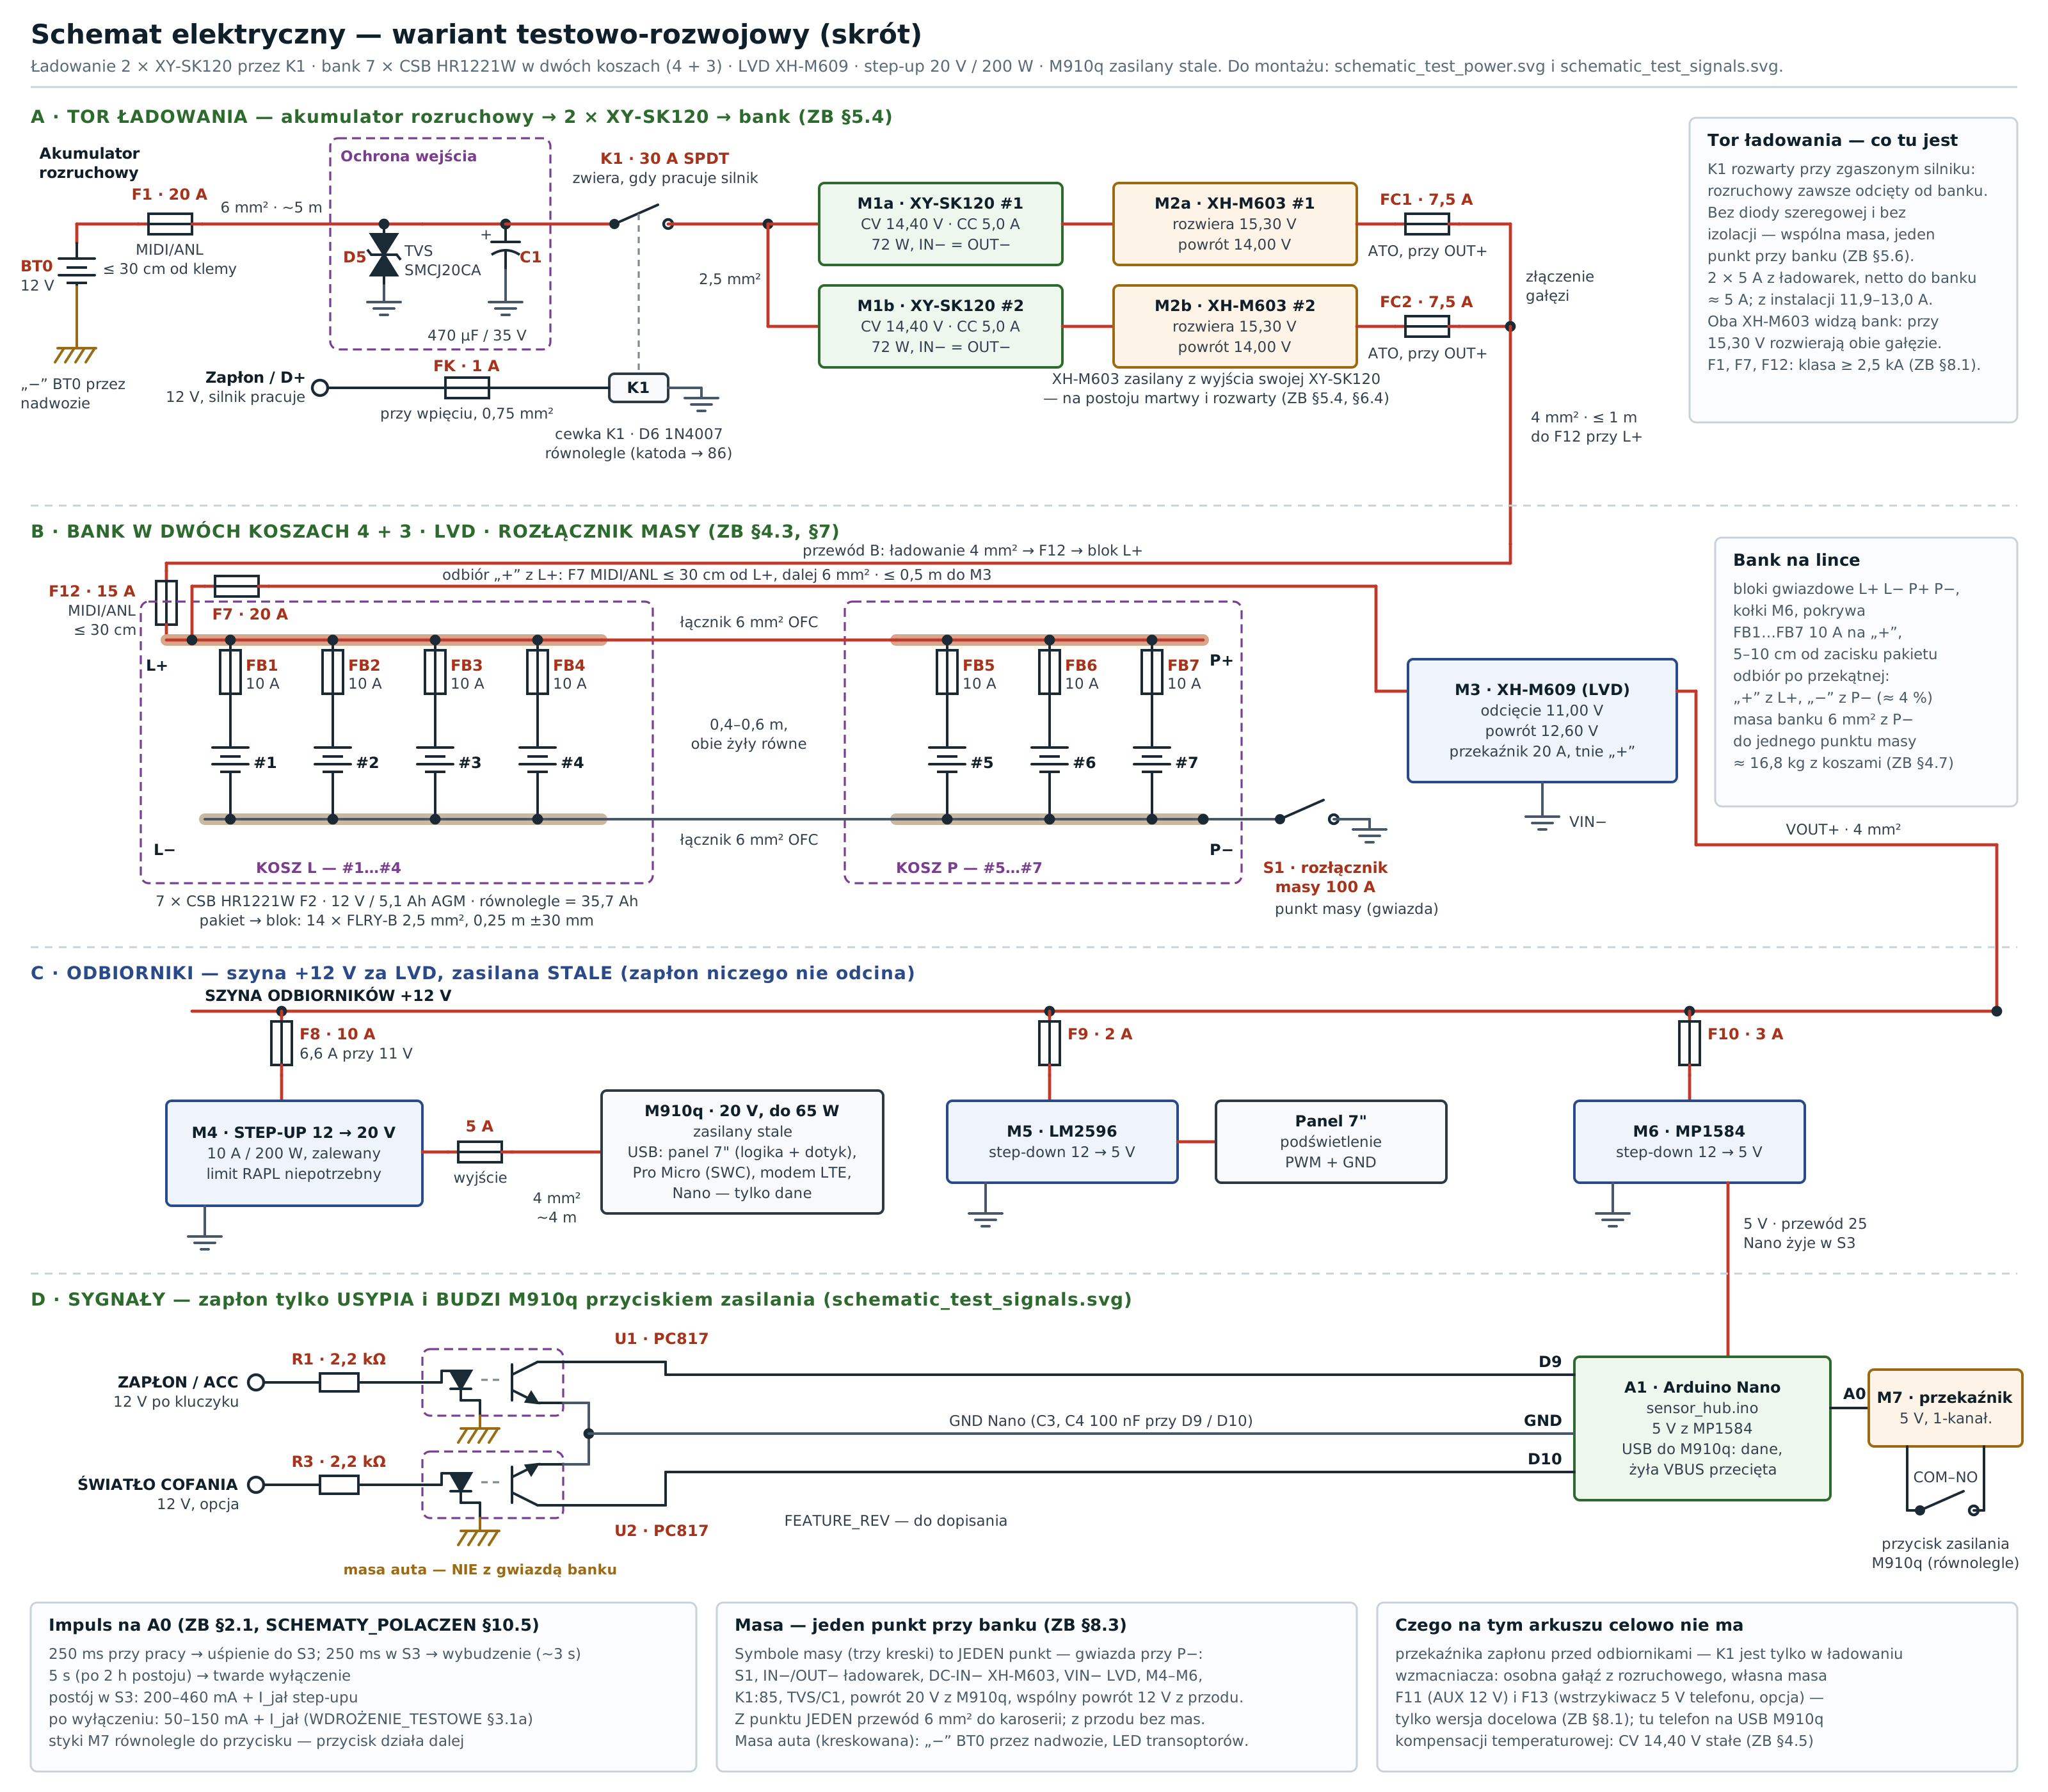 Schemat elektryczny — wariant testowo-rozwojowy (skrót)
Ładowanie 2 × XY-SK120 przez K1 · bank 7 × CSB HR1221W w dwóch koszach (4 + 3) · LVD XH-M609 · step-up 20 V / 200 W · M910q zasilany stale. Do montażu: schematic_test_power.svg i schematic_test_signals.svg.
A · TOR ŁADOWANIA — akumulator rozruchowy → 2 × XY-SK120 → bank (ZB §5.4)
Akumulator
rozruchowy
F1 · 20 A
6 mm² · ~5 m
MIDI/ANL
≤ 30 cm od klemy
BT0
12 V
„−” BT0 przez
nadwozie
Ochrona wejścia
D5
TVS
SMCJ20CA
+
C1
470 µF / 35 V
K1 · 30 A SPDT
zwiera, gdy pracuje silnik
Zapłon / D+
12 V, silnik pracuje
FK · 1 A
przy wpięciu, 0,75 mm²
K1
cewka K1 · D6 1N4007
równolegle (katoda → 86)
2,5 mm²
M1a · XY-SK120 #1
CV 14,40 V · CC 5,0 A
72 W, IN− = OUT−
M2a · XH-M603 #1
rozwiera 15,30 V
powrót 14,00 V
FC1 · 7,5 A
ATO, przy OUT+
M1b · XY-SK120 #2
CV 14,40 V · CC 5,0 A
72 W, IN− = OUT−
M2b · XH-M603 #2
rozwiera 15,30 V
powrót 14,00 V
FC2 · 7,5 A
ATO, przy OUT+
XH-M603 zasilany z wyjścia swojej XY-SK120
— na postoju martwy i rozwarty (ZB §5.4, §6.4)
złączenie
gałęzi
4 mm² · ≤ 1 m
do F12 przy L+
Tor ładowania — co tu jest
K1 rozwarty przy zgaszonym silniku:
rozruchowy zawsze odcięty od banku.
Bez diody szeregowej i bez
izolacji — wspólna masa, jeden
punkt przy banku (ZB §5.6).
2 × 5 A z ładowarek, netto do banku
≈ 5 A; z instalacji 11,9–13,0 A.
Oba XH-M603 widzą bank: przy
15,30 V rozwierają obie gałęzie.
F1, F7, F12: klasa ≥ 2,5 kA (ZB §8.1).
B · BANK W DWÓCH KOSZACH 4 + 3 · LVD · ROZŁĄCZNIK MASY (ZB §4.3, §7)
przewód B: ładowanie 4 mm² → F12 → blok L+
odbiór „+” z L+: F7 MIDI/ANL ≤ 30 cm od L+, dalej 6 mm² · ≤ 0,5 m do M3
F12 · 15 A
MIDI/ANL
≤ 30 cm
F7 · 20 A
L+
FB1
10 A
FB2
10 A
FB3
10 A
FB4
10 A
łącznik 6 mm² OFC
FB5
10 A
FB6
10 A
FB7
10 A
P+
0,4–0,6 m,
obie żyły równe
#1
#2
#3
#4
#5
#6
#7
łącznik 6 mm² OFC
L−
P−
KOSZ L — #1…#4
KOSZ P — #5…#7
7 × CSB HR1221W F2 · 12 V / 5,1 Ah AGM · równolegle = 35,7 Ah
pakiet → blok: 14 × FLRY-B 2,5 mm², 0,25 m ±30 mm
S1 · rozłącznik
masy 100 A
punkt masy (gwiazda)
M3 · XH-M609 (LVD)
odcięcie 11,00 V
powrót 12,60 V
przekaźnik 20 A, tnie „+”
VIN−
VOUT+ · 4 mm²
Bank na lince
bloki gwiazdowe L+ L− P+ P−,
kołki M6, pokrywa
FB1…FB7 10 A na „+”,
5–10 cm od zacisku pakietu
odbiór po przekątnej:
„+” z L+, „−” z P− (≈ 4 %)
masa banku 6 mm² z P−
do jednego punktu masy
≈ 16,8 kg z koszami (ZB §4.7)
C · ODBIORNIKI — szyna +12 V za LVD, zasilana STALE (zapłon niczego nie odcina)
SZYNA ODBIORNIKÓW +12 V
F8 · 10 A
6,6 A przy 11 V
F9 · 2 A
F10 · 3 A
M4 · STEP-UP 12 → 20 V
10 A / 200 W, zalewany
limit RAPL niepotrzebny
5 A
wyjście
4 mm²
~4 m
M910q · 20 V, do 65 W
zasilany stale
USB: panel 7" (logika + dotyk),
Pro Micro (SWC), modem LTE,
Nano — tylko dane
M5 · LM2596
step-down 12 → 5 V
Panel 7"
podświetlenie
PWM + GND
M6 · MP1584
step-down 12 → 5 V
5 V · przewód 25
Nano żyje w S3
D · SYGNAŁY — zapłon tylko USYPIA i BUDZI M910q przyciskiem zasilania (schematic_test_signals.svg)
U1 · PC817
R1 · 2,2 kΩ
ZAPŁON / ACC
12 V po kluczyku
D9
GND Nano (C3, C4 100 nF przy D9 / D10)
GND
R3 · 2,2 kΩ
ŚWIATŁO COFANIA
12 V, opcja
D10
U2 · PC817
FEATURE_REV — do dopisania
masa auta — NIE z gwiazdą banku
A1 · Arduino Nano
sensor_hub.ino
5 V z MP1584
USB do M910q: dane,
żyła VBUS przecięta
A0
M7 · przekaźnik
5 V, 1-kanał.
COM–NO
przycisk zasilania
M910q (równolegle)
Impuls na A0 (ZB §2.1, SCHEMATY_POLACZEN §10.5)
250 ms przy pracy → uśpienie do S3; 250 ms w S3 → wybudzenie (~3 s)
5 s (po 2 h postoju) → twarde wyłączenie
postój w S3: 200–460 mA + I_jał step-upu
po wyłączeniu: 50–150 mA + I_jał (WDROŻENIE_TESTOWE §3.1a)
styki M7 równolegle do przycisku — przycisk działa dalej
Masa — jeden punkt przy banku (ZB §8.3)
Symbole masy (trzy kreski) to JEDEN punkt — gwiazda przy P−:
S1, IN−/OUT− ładowarek, DC-IN− XH-M603, VIN− LVD, M4–M6,
K1:85, TVS/C1, powrót 20 V z M910q, wspólny powrót 12 V z przodu.
Z punktu JEDEN przewód 6 mm² do karoserii; z przodu bez mas.
Masa auta (kreskowana): „−” BT0 przez nadwozie, LED transoptorów.
Czego na tym arkuszu celowo nie ma
przekaźnika zapłonu przed odbiornikami — K1 jest tylko w ładowaniu
wzmacniacza: osobna gałąź z rozruchowego, własna masa
F11 (AUX 12 V) i F13 (wstrzykiwacz 5 V telefonu, opcja) —
tylko wersja docelowa (ZB §8.1); tu telefon na USB M910q
kompensacji temperaturowej: CV 14,40 V stałe (ZB §4.5)